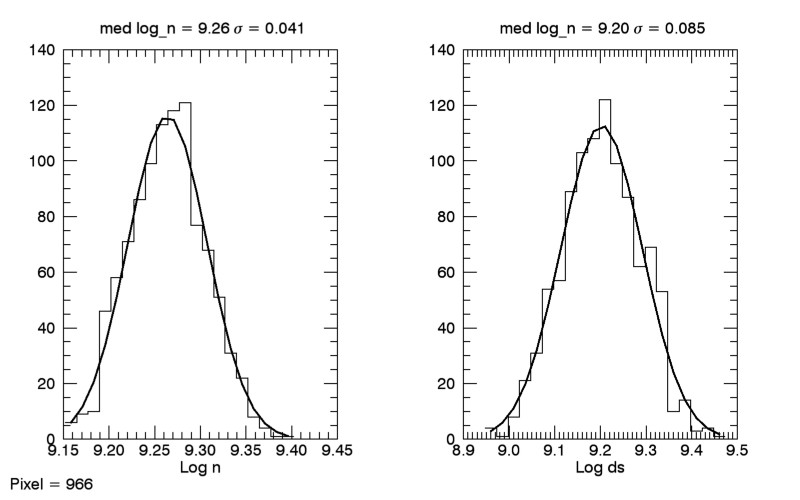 med log_n = 9.26 σ = 0.041
med log_n = 9.20 σ = 0.085
140
120
100
80
60
40
20
0
9.15 9.20 9.25 9.30 9.35 9.40 9.45
Log n
140
120
100
80
60
40
20
0
8.9 9.0 9.1 9.2 9.3 9.4 9.5
Log ds
Pixel = 966